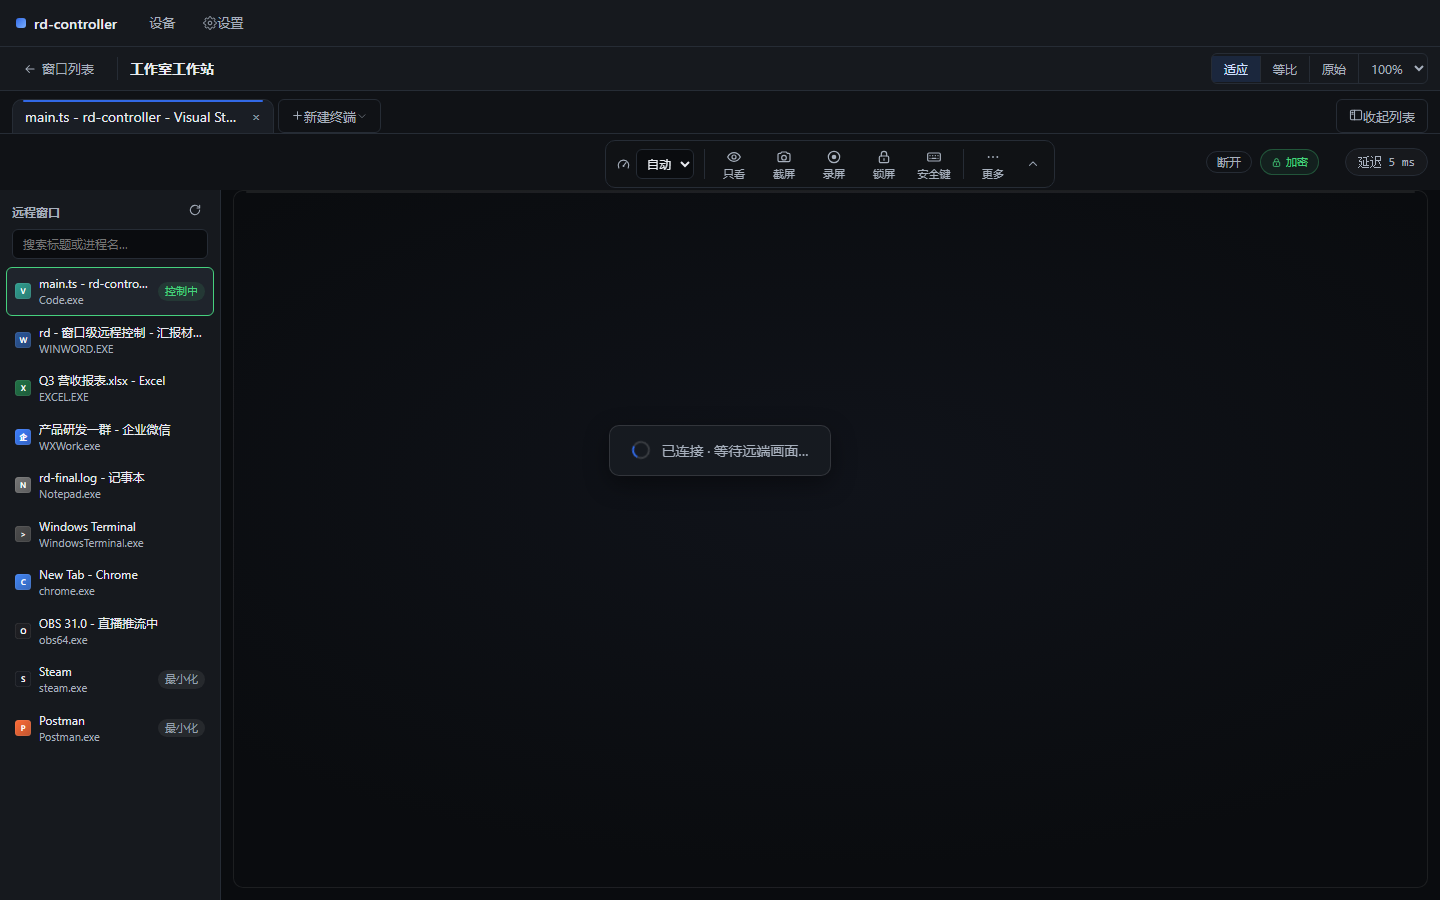 rd-controller 设备 设置
窗口列表 工作室工作站 适应 等比 原始 100%
main.ts - rd-controller - Visual St... × +新建终端 收起列表
自动 只看 截屏 录屏 锁屏 安全键 ... 更多 断开 加密 延迟 5 ms
远程窗口
搜索标题或进程名...
V main.ts - rd-contro... 控制中
Code.exe
W rd - 窗口级远程控制 - 汇报材...
WINWORD.EXE
X Q3 营收报表.xlsx - Excel
EXCEL.EXE
企 产品研发一群 - 企业微信
WXWork.exe
N rd-final.log - 记事本
Notepad.exe
> Windows Terminal
WindowsTerminal.exe
C New Tab - Chrome
chrome.exe
O OBS 31.0 - 直播推流中
obs64.exe
S Steam 最小化
steam.exe
P Postman 最小化
Postman.exe
已连接 · 等待远端画面...